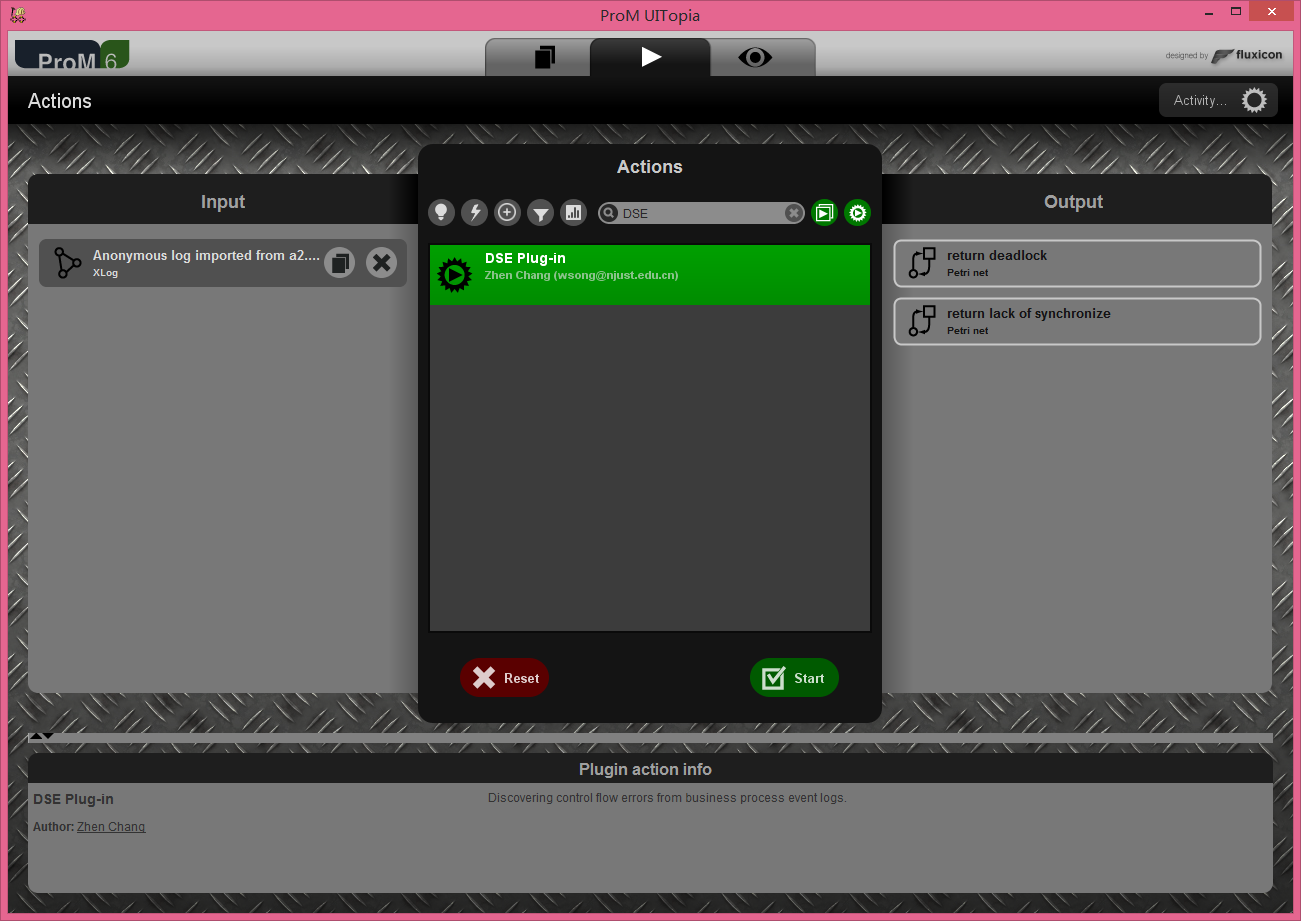 ProM UITopia
ProM 6
designed by fluxicon
Actions
Activity...
Actions
Input
Output
DSE
Anonymous log imported from a2....
XLog
DSE Plug-in
Zhen Chang (wsong@njust.edu.cn)
return deadlock
Petri net
return lack of synchronize
Petri net
Reset
Start
Plugin action info
DSE Plug-in
Discovering control flow errors from business process event logs.
Author: Zhen Chang